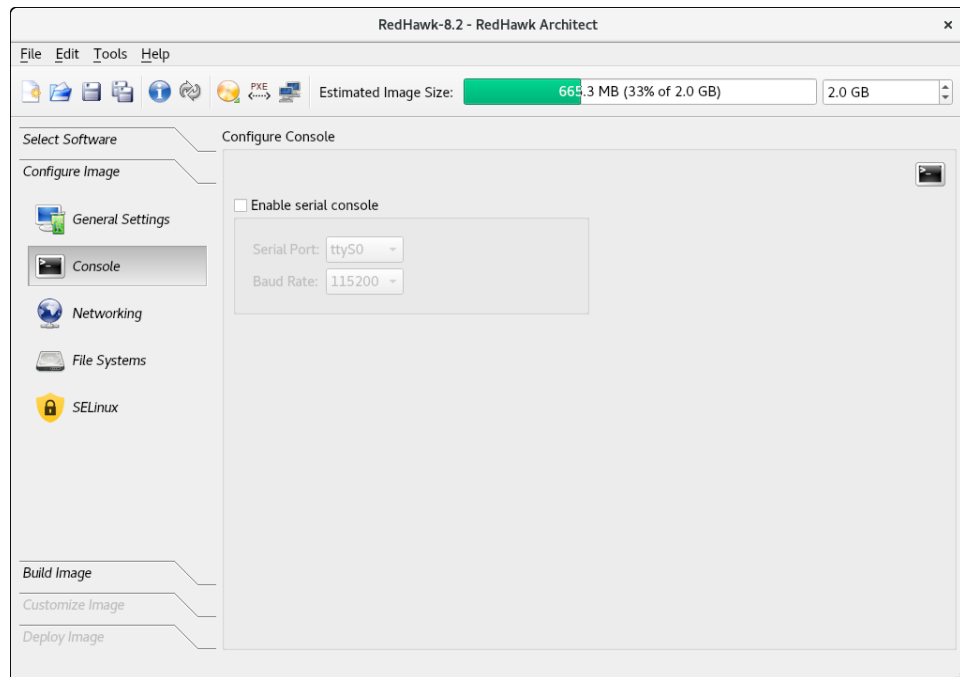 RedHawk-8.2 - RedHawk Architect
File Edit Tools Help
PXE Estimated Image Size: 665.3 MB (33% of 2.0 GB) 2.0 GB
Select Software
Configure Console
Configure Image
Enable serial console
General Settings
Serial Port: ttyS0
Console
Baud Rate: 115200
Networking
File Systems
SELinux
Build Image
Customize Image
Deploy Image